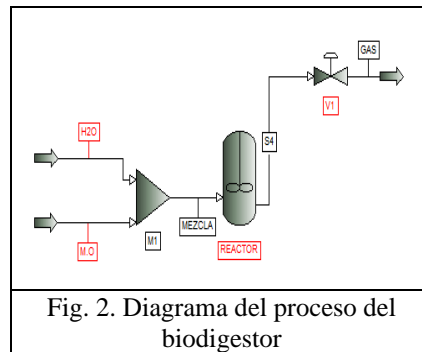 GAS
V1
H2O
S4
MEZCLA
M1
REACTOR
M.O
Fig. 2. Diagrama del proceso del
biodigestor